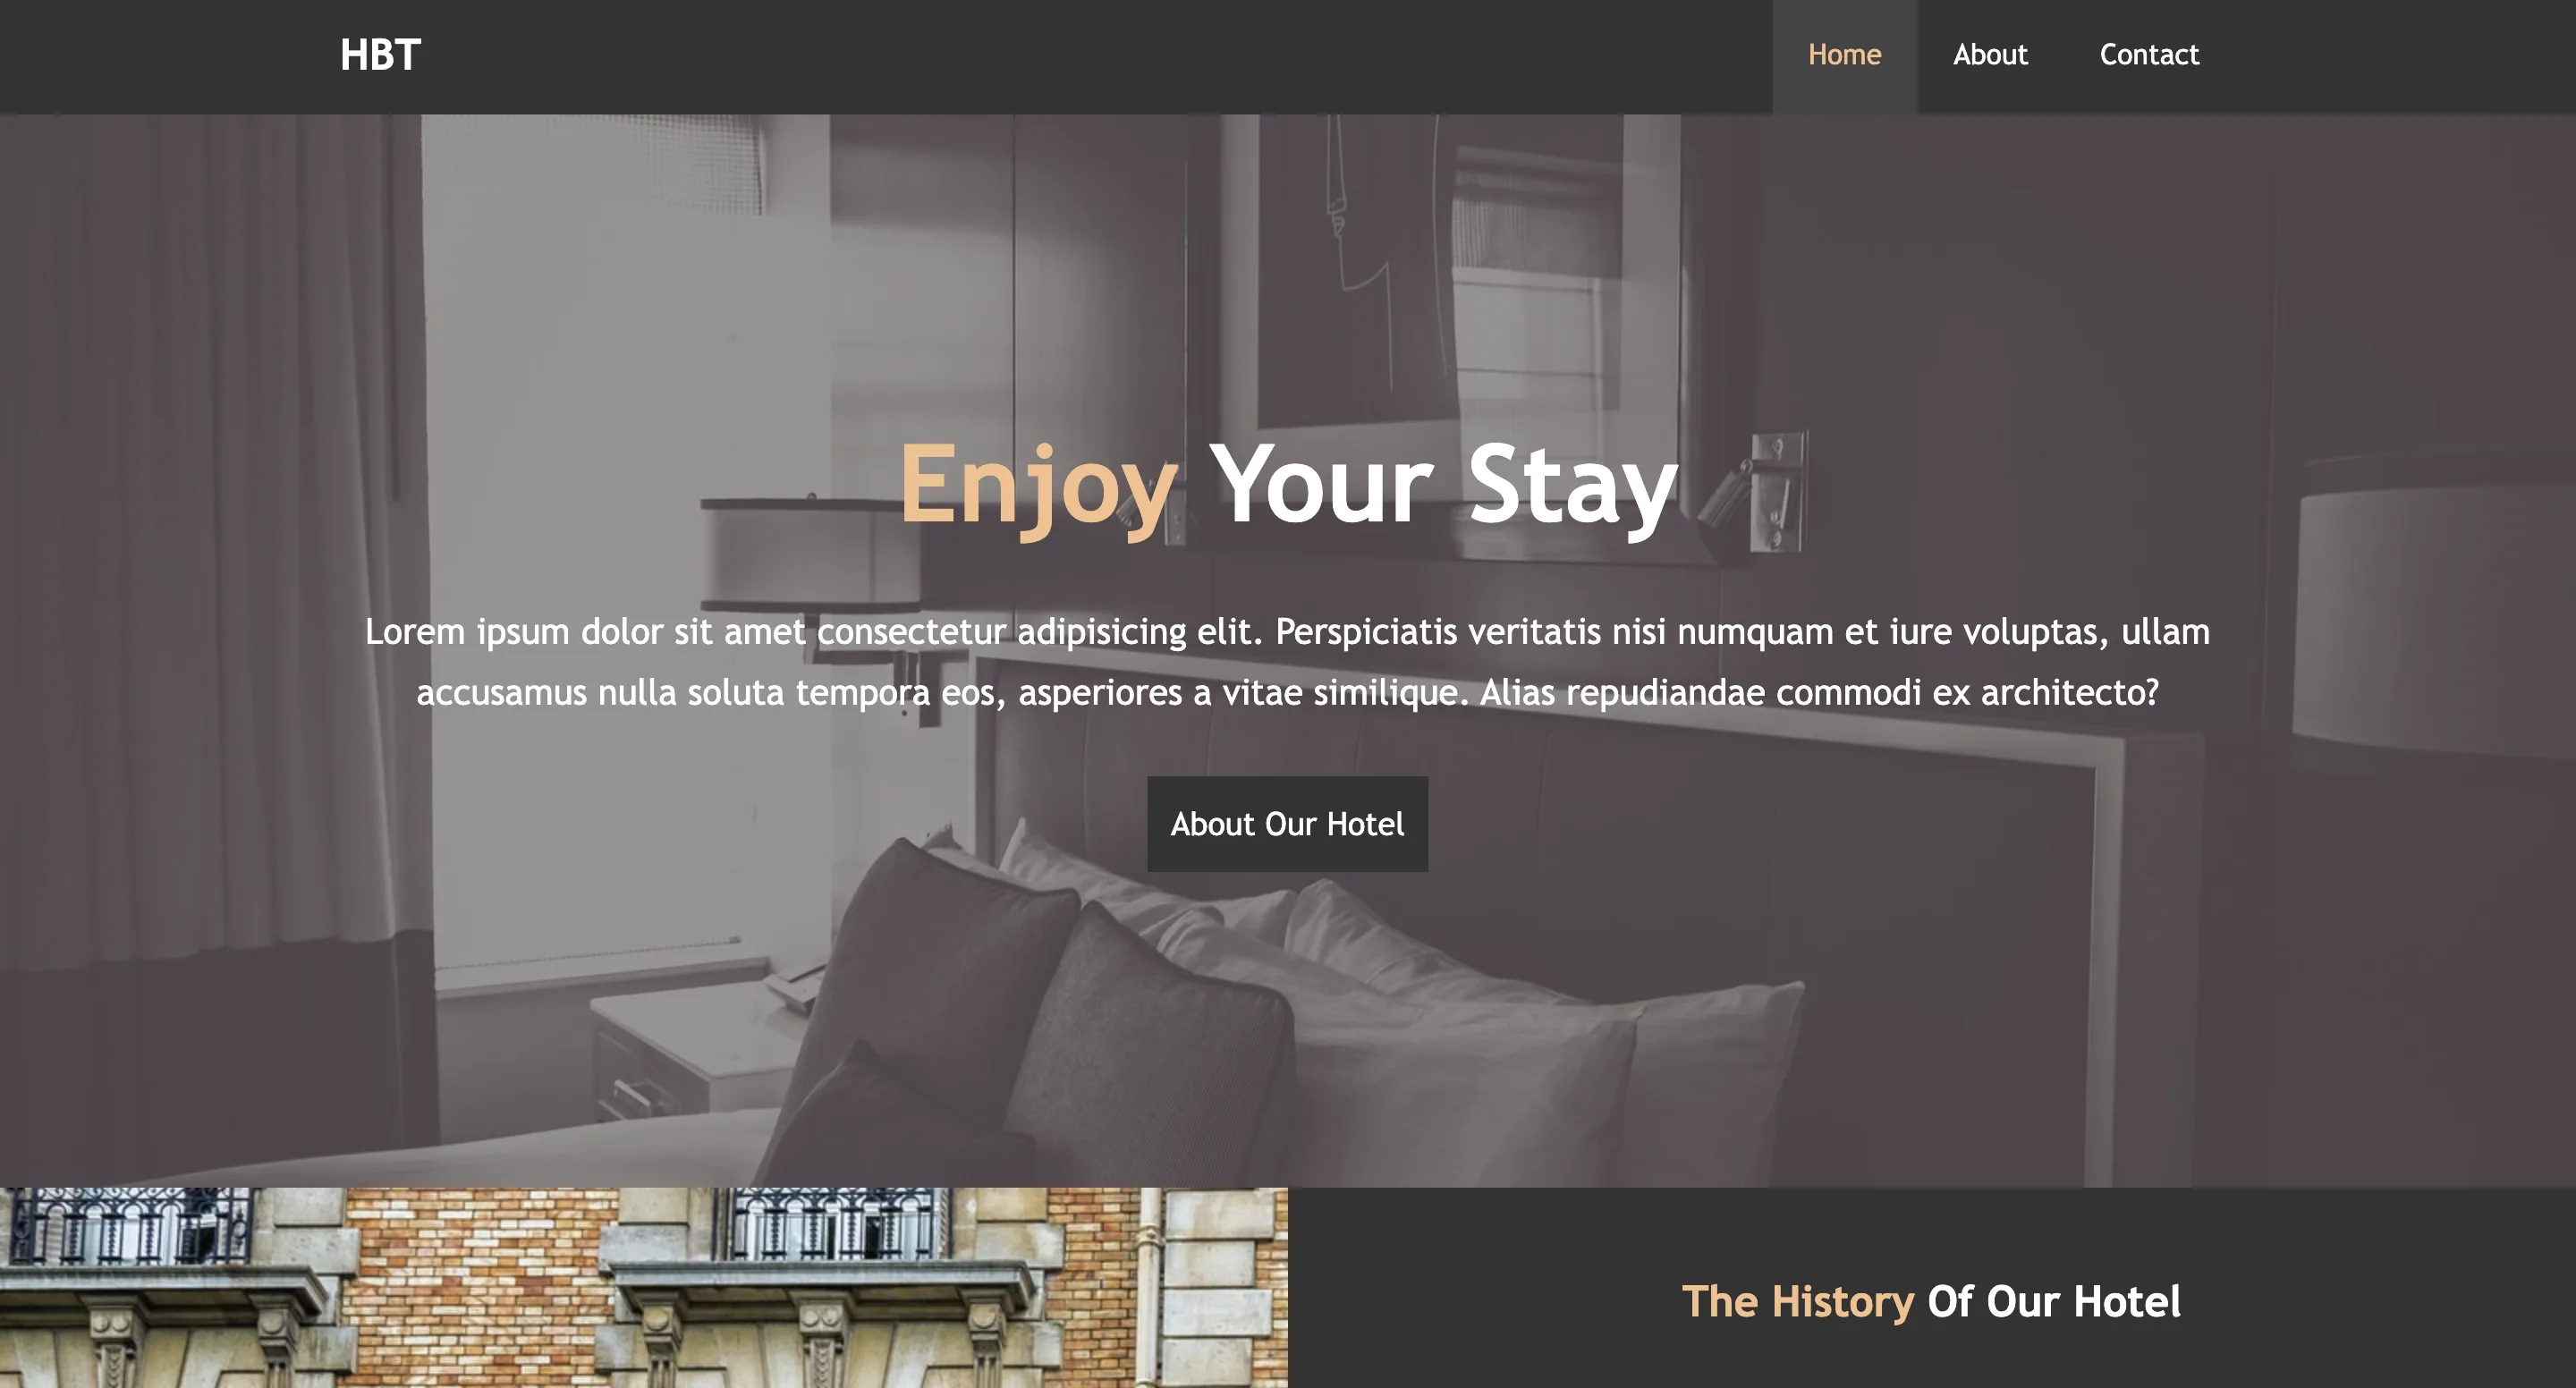 HBT
Home About Contact
Enjoy Your Stay
Lorem ipsum dolor sit amet consectetur adipisicing elit. Perspiciatis veritatis nisi numquam et iure voluptas, ullam
accusamus nulla soluta tempora eos, asperiores a vitae similique. Alias repudiandae commodi ex architecto?
About Our Hotel
The History Of Our Hotel